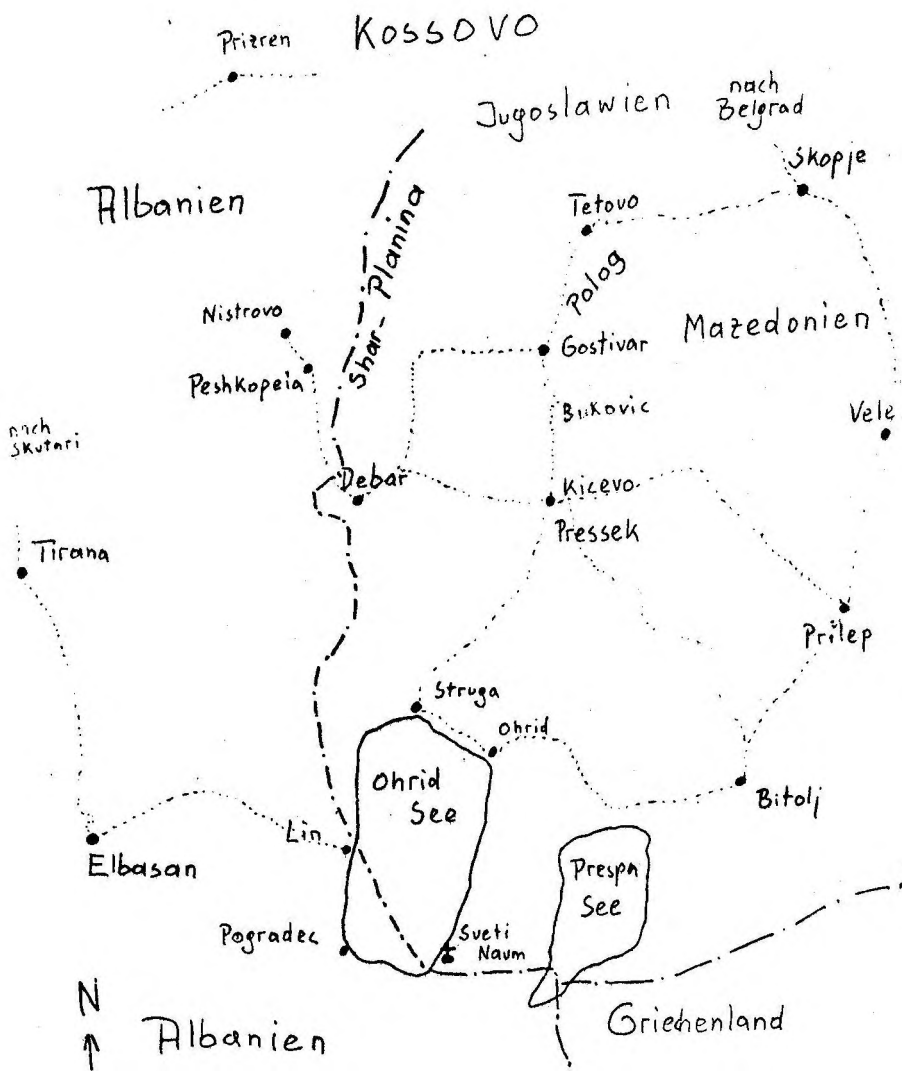 KOSSOVO
Prizren
Jugoslawien
nach
Belgrad
Skopje
Albanien
Tetovo
Shar-Planina
Polog
Nistrovo
Mazedonien
Gostivar
Peshkopeia
Bukovic
Vele
nach
Skutari
Debar
Kicevo
Pressek
Tirana
Prilep
Struga
Ohrid
Ohrid
See
Bitolj
Lin
Elbasan
Prespa
See
Pogradec
Sveti
Naum
N
Albanien
Griechenland